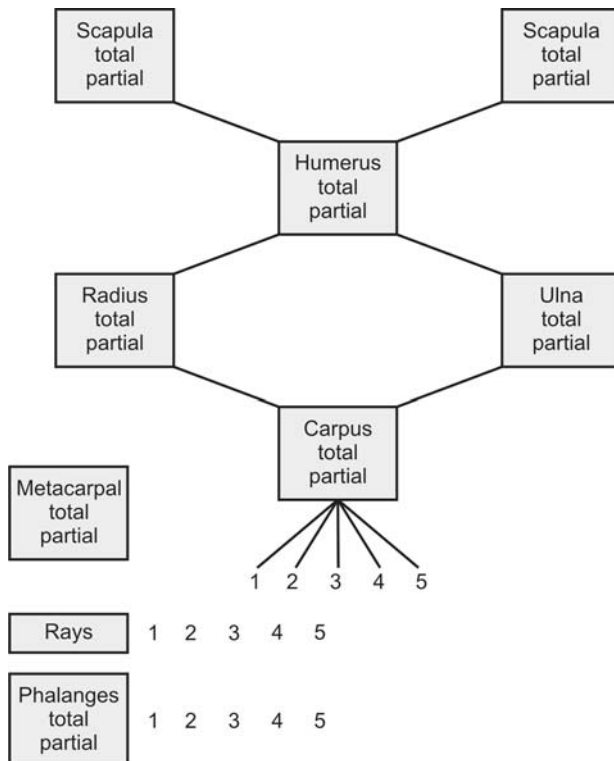 Scapula
total
partial
Scapula
total
partial
Humerus
total
partial
Radius
total
partial
Ulna
total
partial
Carpus
total
partial
Metacarpal
total
partial
1 2 3 4 5
Rays 1 2 3 4 5
Phalanges
total
partial
1 2 3 4 5